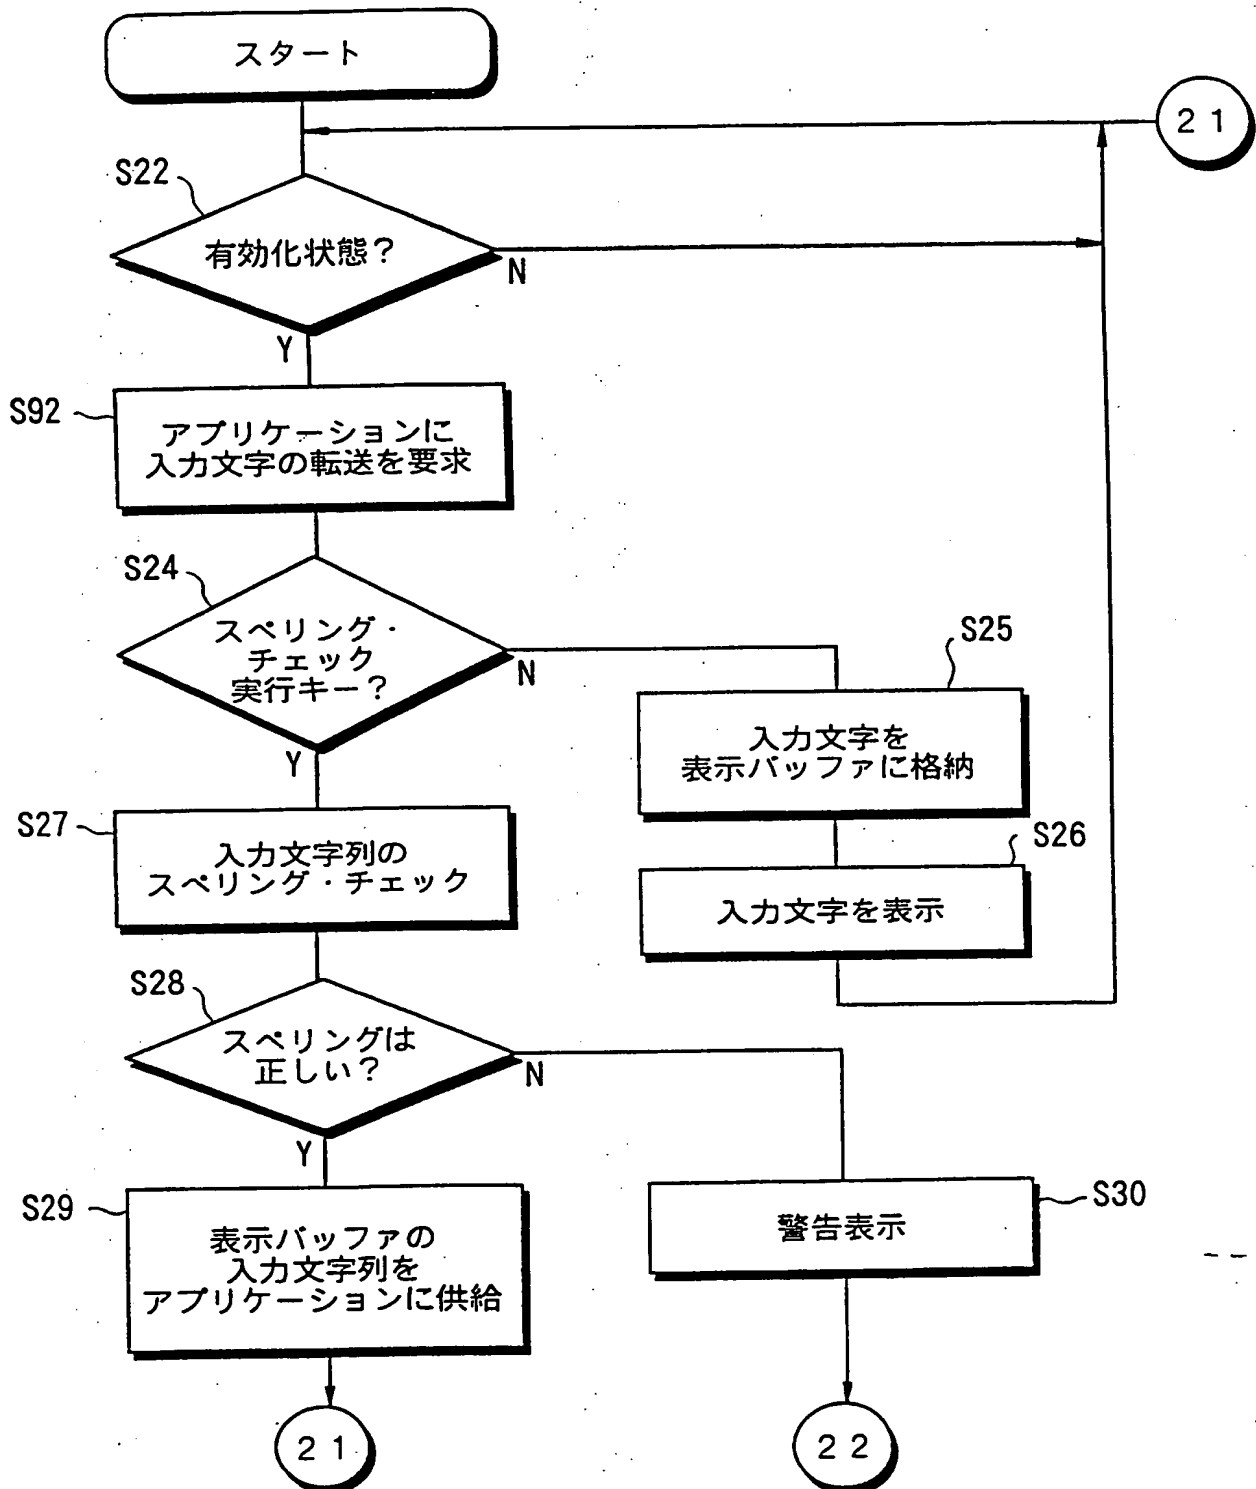 スタート
21
S22
有効化状態？
N
Y
S92
アプリケーションに
入力文字の転送を要求
S24
スペリング・
チェック
実行キー？
N
Y
S25
入力文字を
表示バッファに格納
S26
入力文字を表示
S27
入力文字列の
スペリング・チェック
S28
スペリングは
正しい？
N
Y
S29
表示バッファの
入力文字列を
アプリケーションに供給
S30
警告表示
21
22